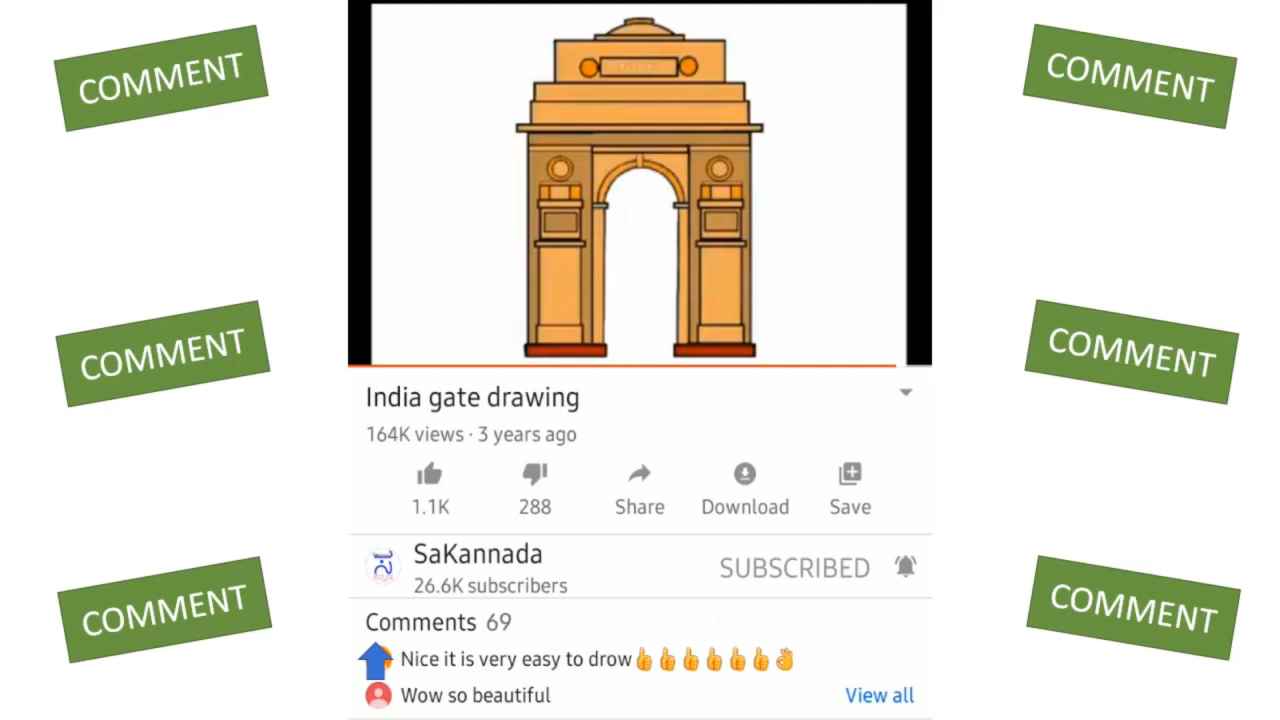 COMMENT
COMMENT
India gate drawing
164K views · 3 years ago
1.1K
288
Share
Download
Save
COMMENT
COMMENT
SaKannada
26.6K subscribers
SUBSCRIBED
COMMENT
COMMENT
Comments 69
Nice it is very easy to drow👍👍👍👍👍👍👌
Wow so beautiful
View all